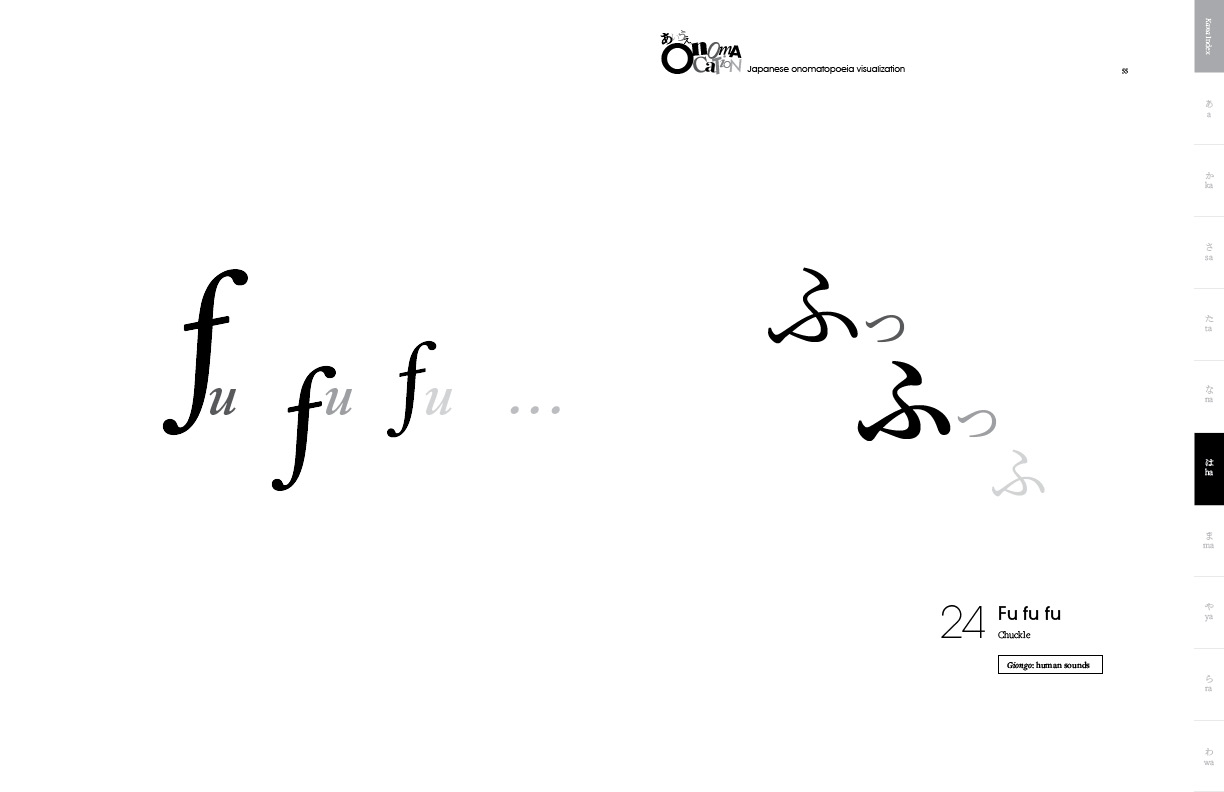 あいうえ
OnomaCaTioN
Japanese onomatopoeia visualization
55
fu fu fu ...
ふっ
ふっ
ふ
24
Fu fu fu
Chuckle
Giongo: human sounds
Kana Index
あ
a
か
ka
さ
sa
た
ta
な
na
は
ha
ま
ma
や
ya
ら
ra
わ
wa